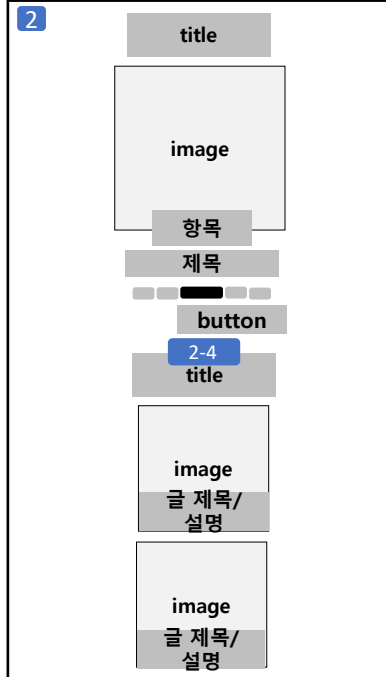 2
title
image
항목
제목
button
2-4
title
image
글 제목/
설명
image
글 제목/
설명